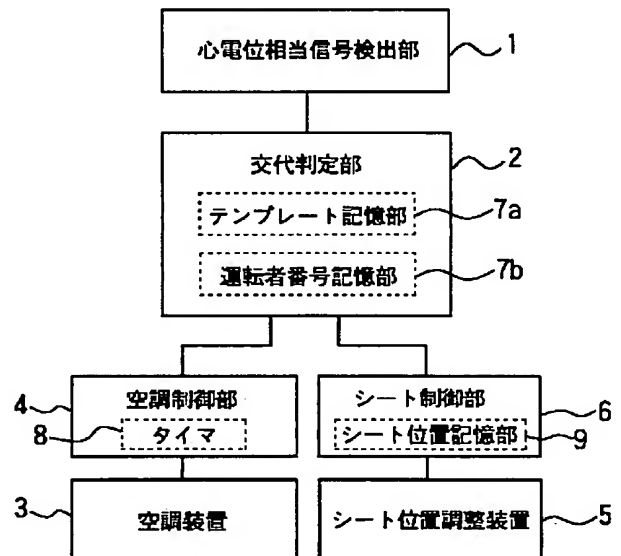 心電位相当信号検出部
1
交代判定部
2
テンプレート記憶部
7a
運転者番号記憶部
7b
4
空調制御部
8
タイマ
シート制御部
6
シート位置記憶部
9
3
空調装置
シート位置調整装置
5